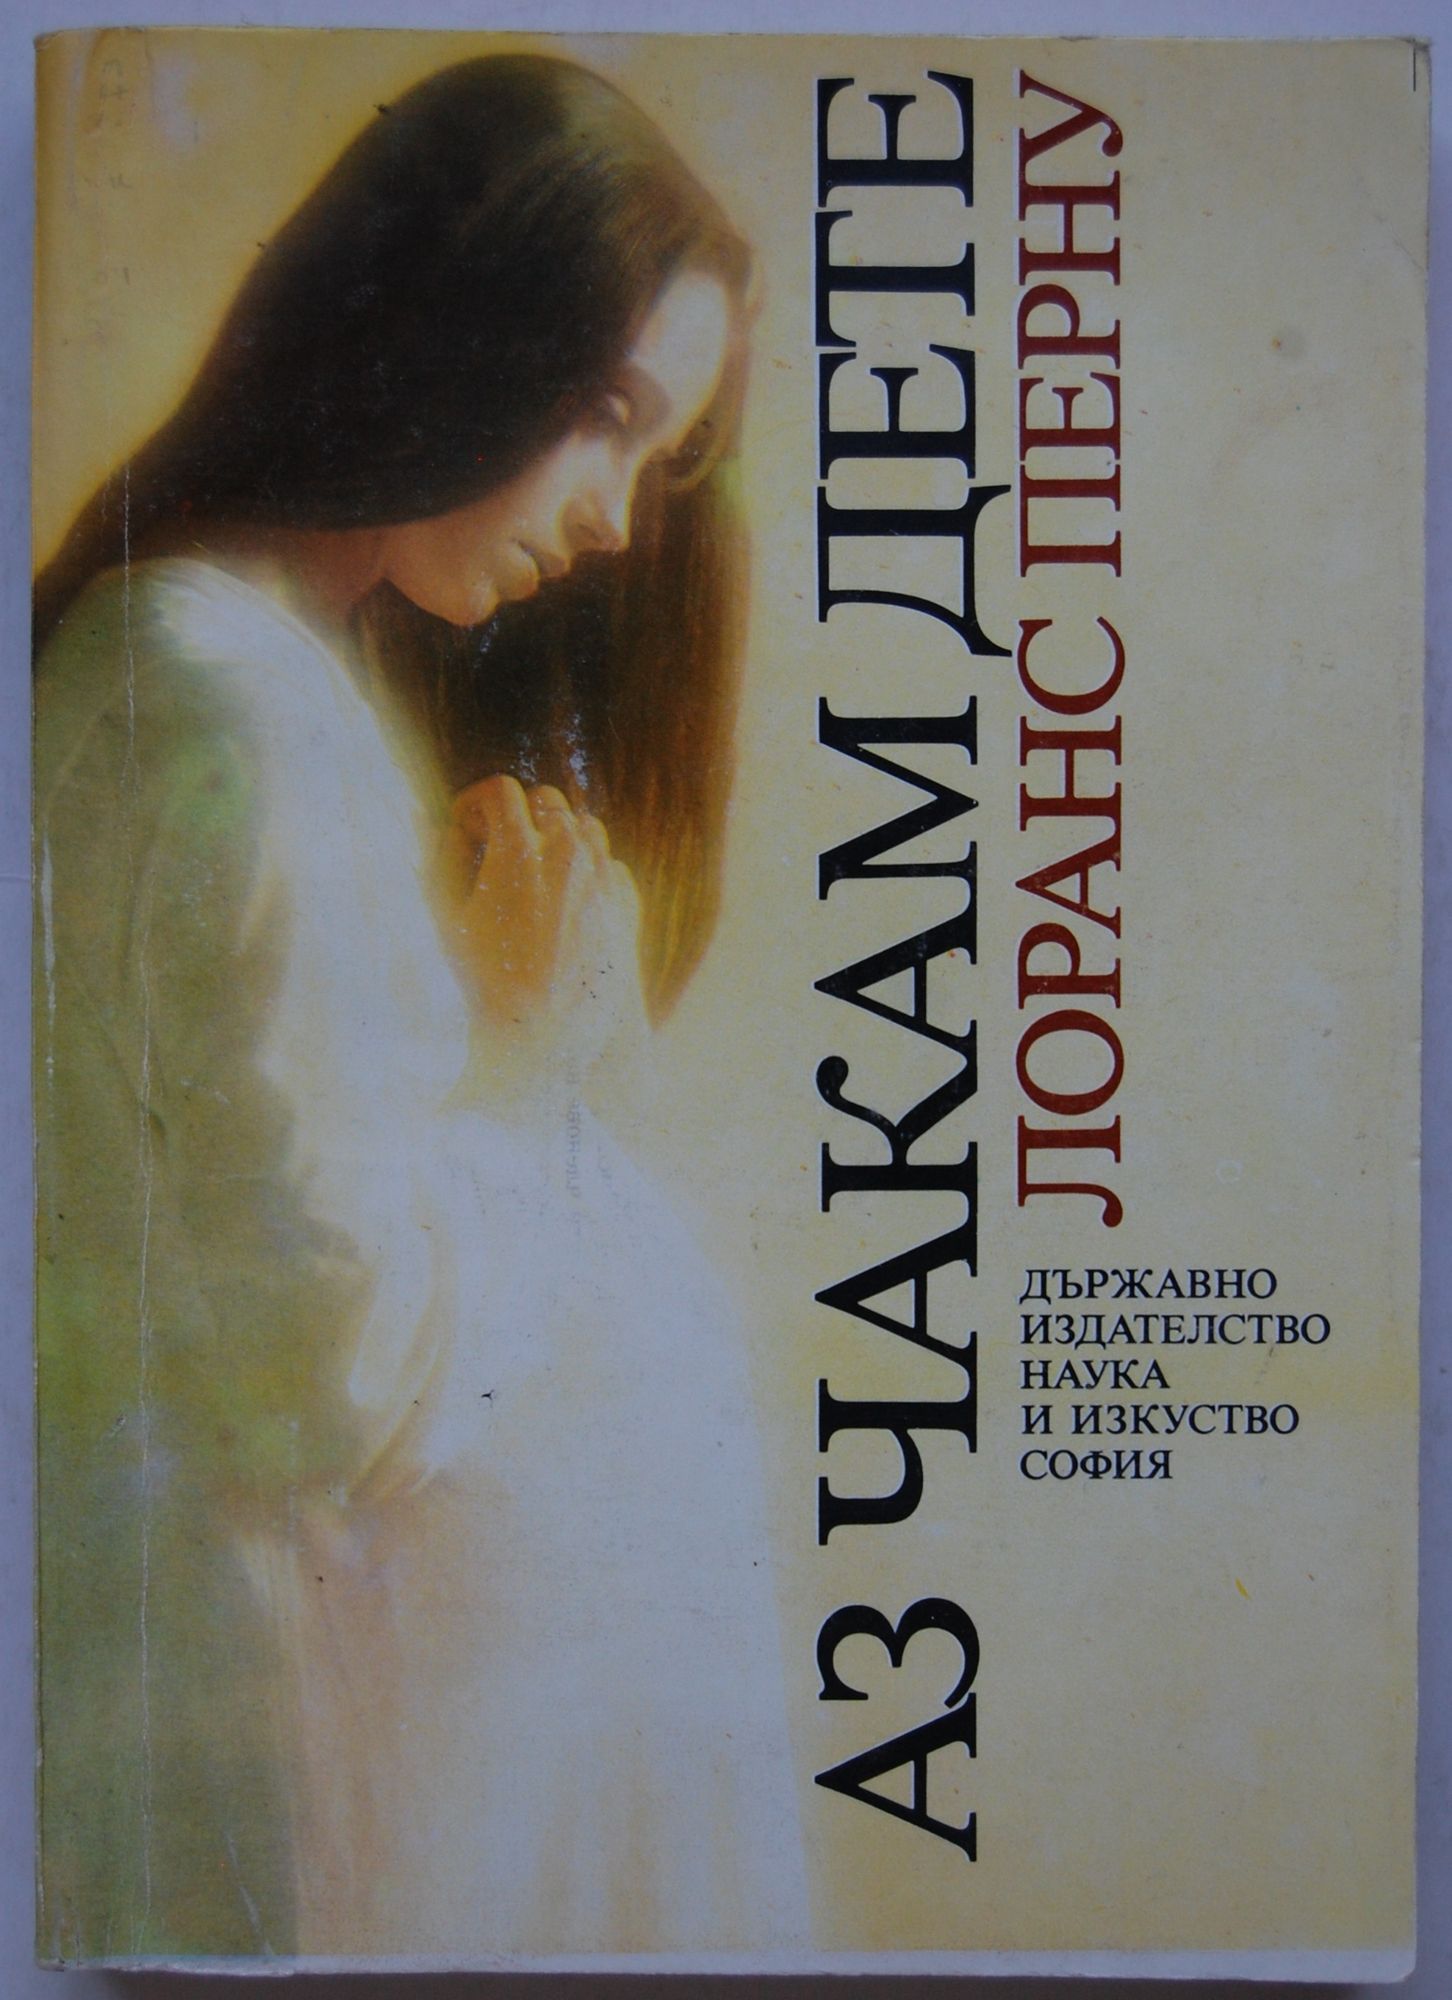 АЗ ЧАКАМ ДЕТЕ
ЛОРАНС ПЕРНУ
ДЪРЖАВНО
ИЗДАТЕЛСТВО
НАУКА
И ИЗКУСТВО
СОФИЯ